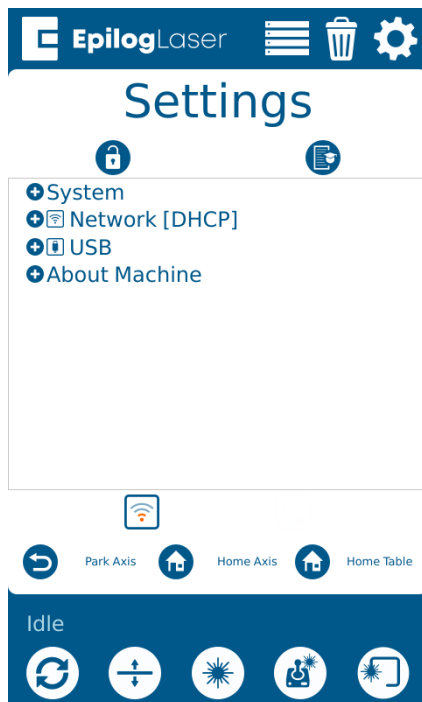 EpilogLaser
Settings
System
Network [DHCP]
USB
About Machine
Park Axis
Home Axis
Home Table
Idle